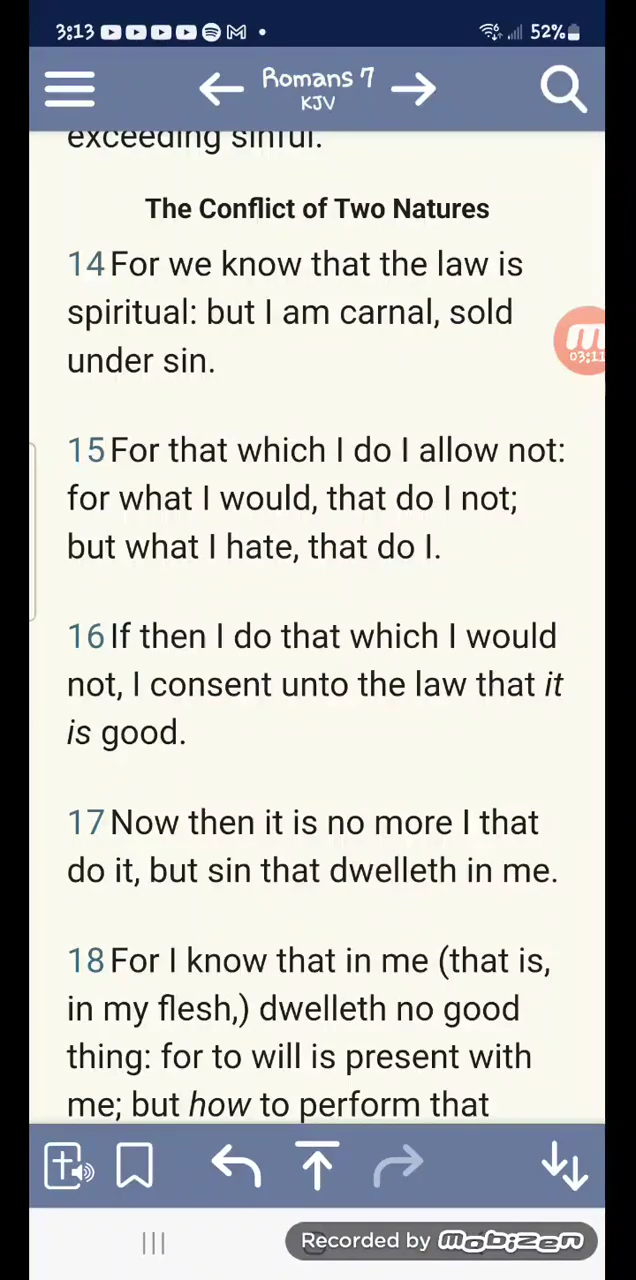 3:13 52%
Romans 7
KJV
exceeding sinful.
The Conflict of Two Natures
14 For we know that the law is
spiritual: but I am carnal, sold
under sin.
03:11
15 For that which I do I allow not:
for what I would, that do I not;
but what I hate, that do I.
16 If then I do that which I would
not, I consent unto the law that it
is good.
17 Now then it is no more I that
do it, but sin that dwelleth in me.
18 For I know that in me (that is,
in my flesh,) dwelleth no good
thing: for to will is present with
me; but how to perform that
Recorded by mobizen